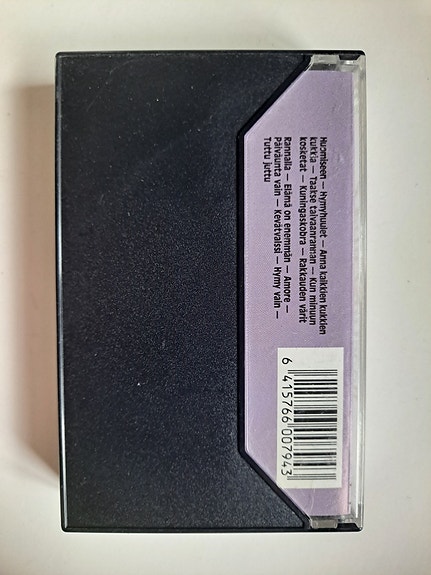 Huomiseen — Hymyhuulet — Anna kaikkien kukkien
kukkia — Taakse taivaanrannan — Kun minuun
kosketat — Kuningaskobra — Rakkauden värit
Rannalla — Elämä on enemmän — Amore —
Päiväunta vain — Kevätvalssi — Hymy vain —
Tuttu juttu
6 415766 007943